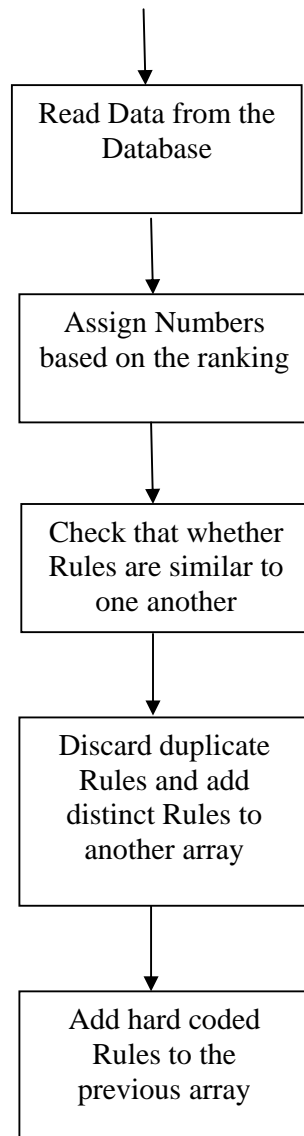 Read Data from the
Database
Assign Numbers
based on the ranking
Check that whether
Rules are similar to
one another
Discard duplicate
Rules and add
distinct Rules to
another array
Add hard coded
Rules to the
previous array